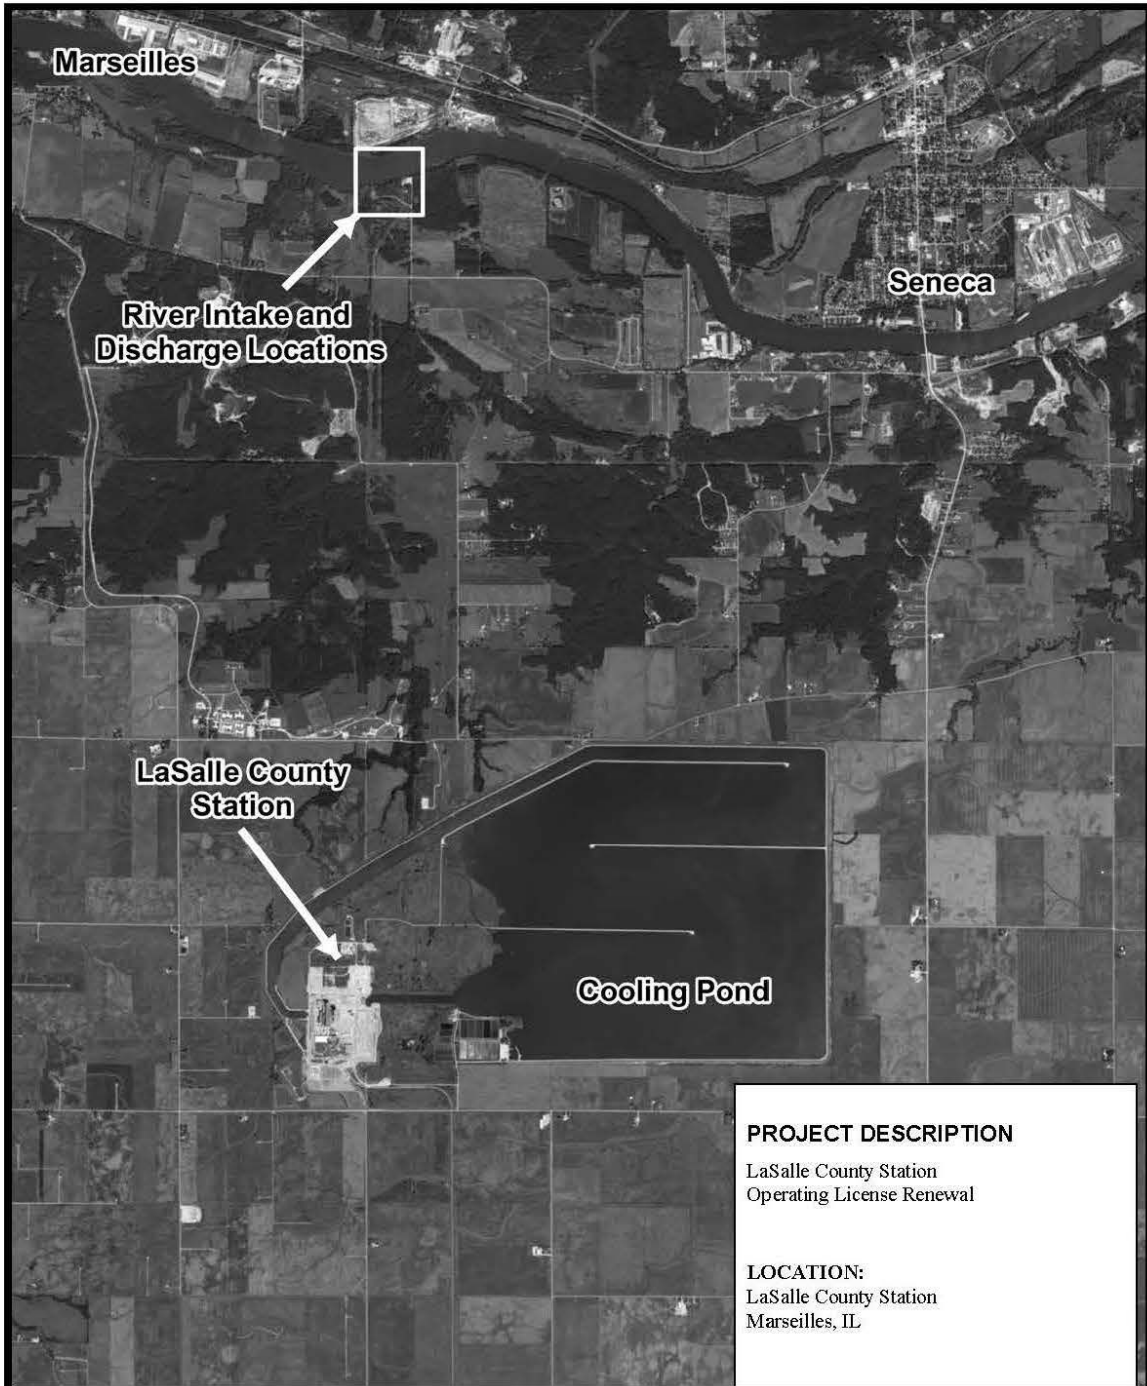 Marseilles
River Intake and
Discharge Locations
Seneca
LaSalle County
Station
Cooling Pond
PROJECT DESCRIPTION
LaSalle County Station
Operating License Renewal
LOCATION:
LaSalle County Station
Marseilles, IL